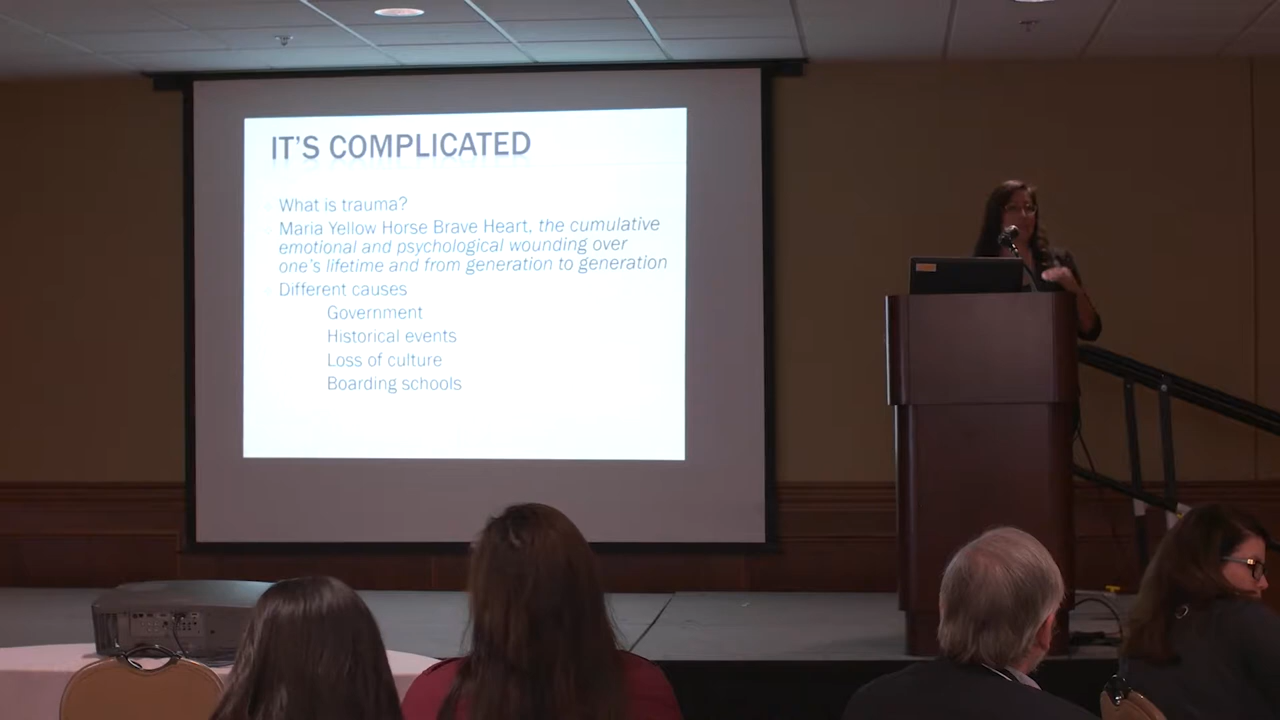 IT'S COMPLICATED
What is trauma?
Maria Yellow Horse Brave Heart, the cumulative
emotional and psychological wounding over
one's lifetime and from generation to generation
Different causes
Government
Historical events
Loss of culture
Boarding schools